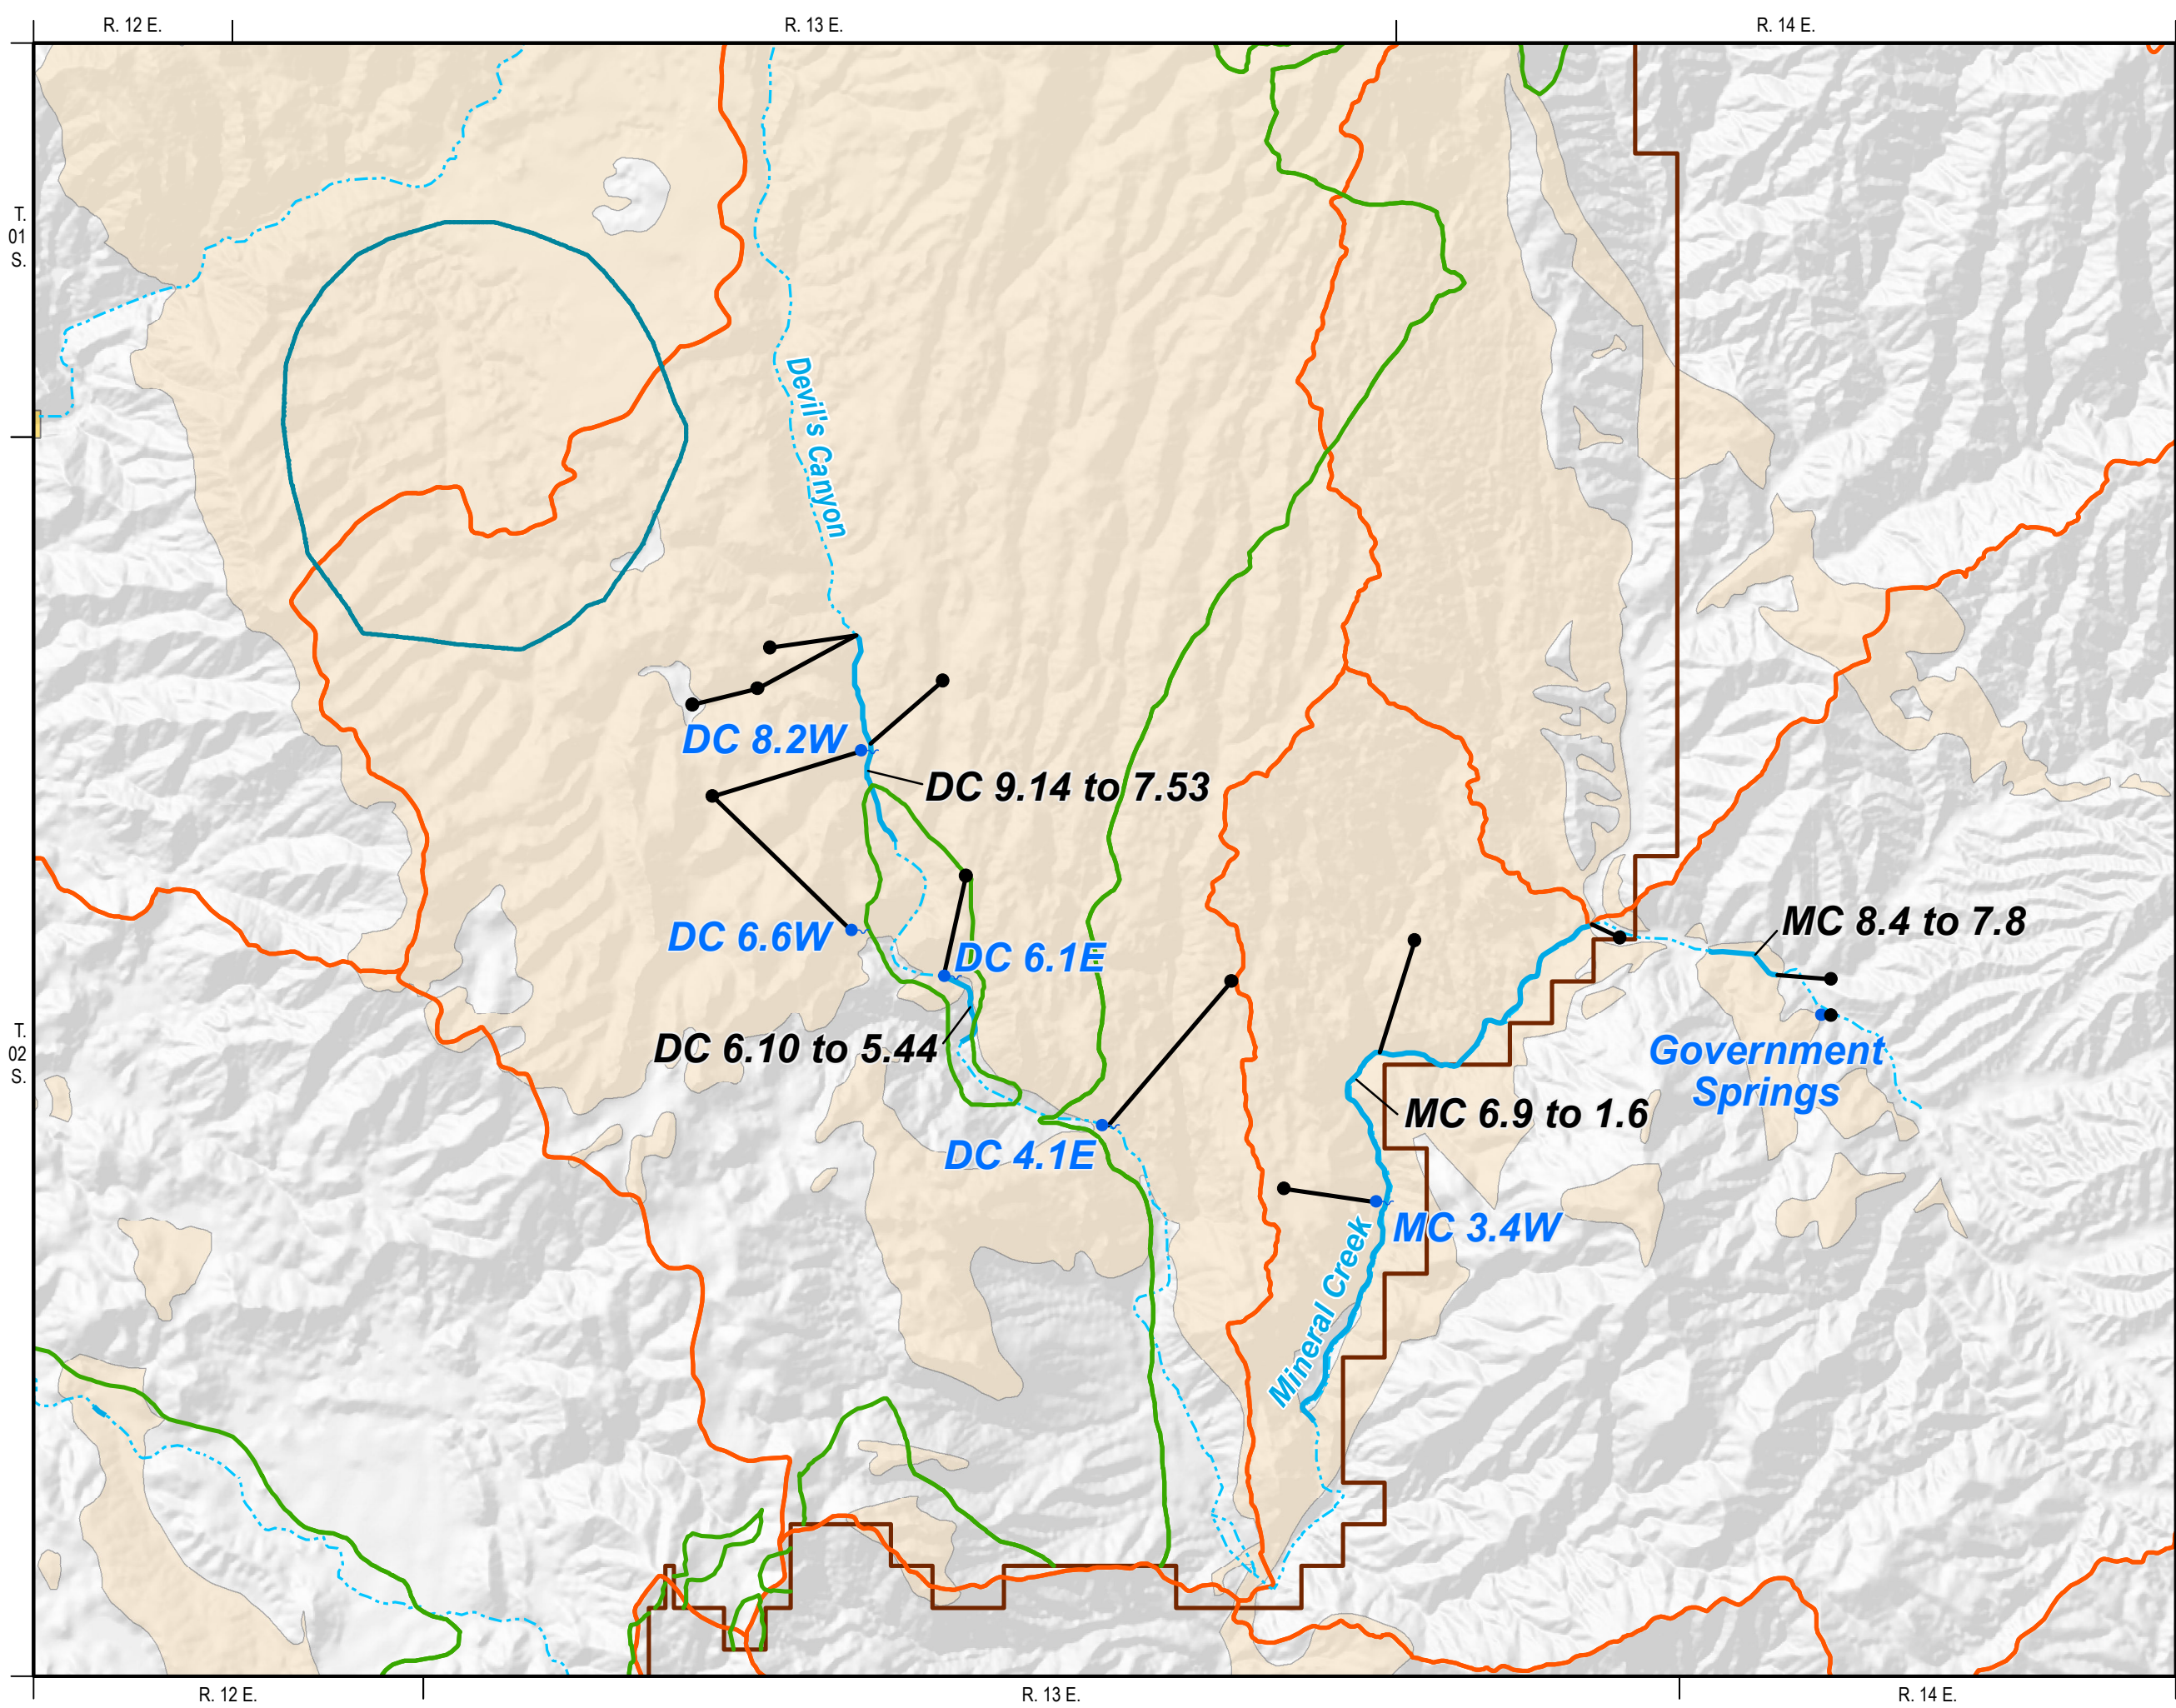 R. 12 E.
R. 13 E.
R. 14 E.
T.
01
S.
Devil's Canyon
DC 8.2W
DC 9.14 to 7.53
DC 6.6W
DC 6.1E
MC 8.4 to 7.8
DC 6.10 to 5.44
Government
Springs
T.
02
S.
MC 6.9 to 1.6
DC 4.1E
MC 3.4W
Mineral Creek
R. 12 E.
R. 13 E.
R. 14 E.